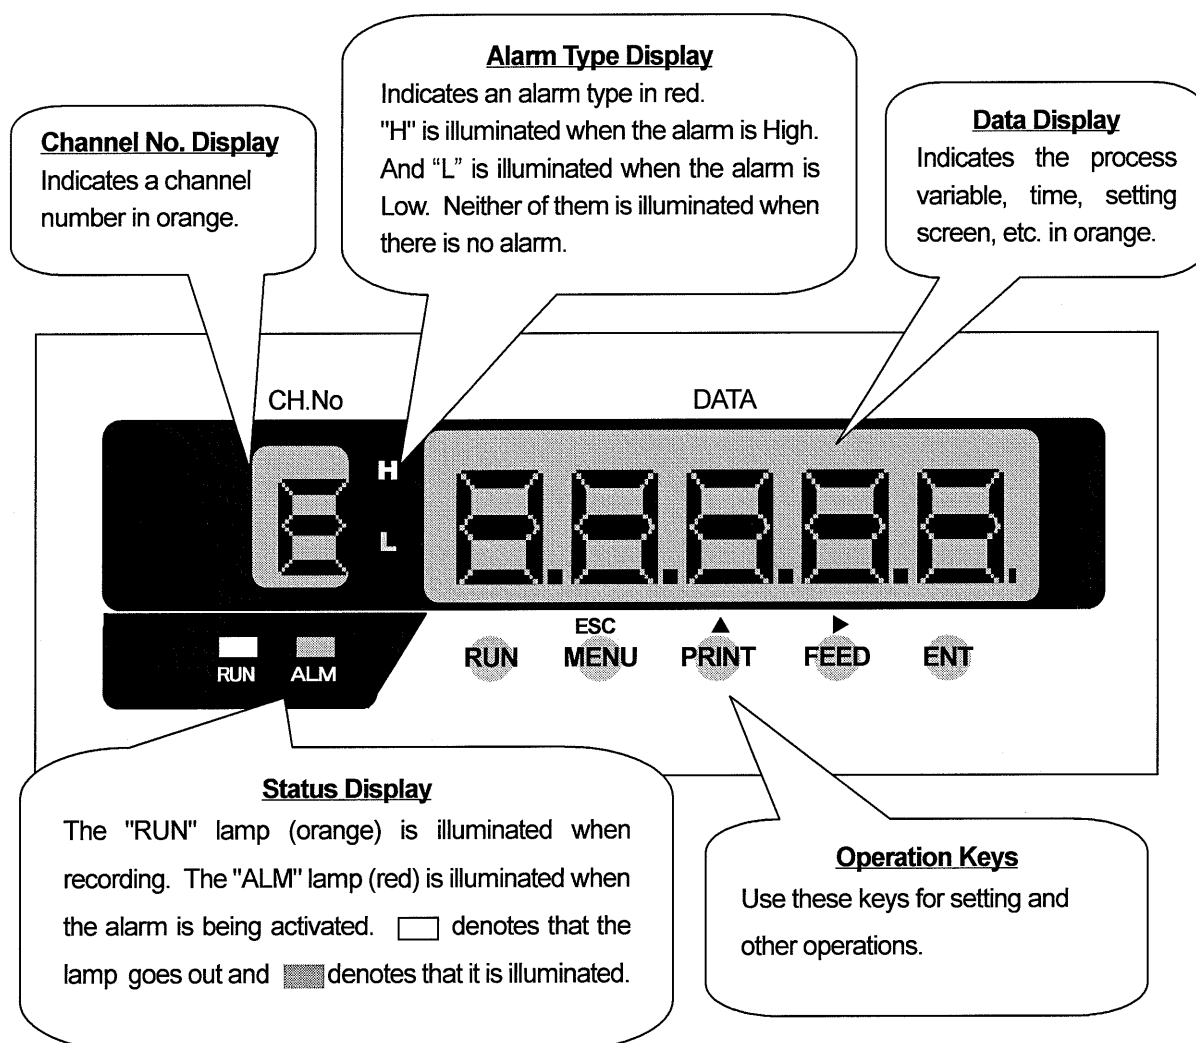 Alarm Type Display
Indicates an alarm type in red.
"H" is illuminated when the alarm is High.
And “L” is illuminated when the alarm is
Low. Neither of them is illuminated when
there is no alarm.
Channel No. Display
Indicates a channel
number in orange.
Data Display
Indicates the process
variable, time, setting
screen, etc. in orange.
CH.No
DATA
H
L
RUN
ALM
ESC
▲
▶
RUN
MENU
PRINT
FEED
ENT
Status Display
The "RUN" lamp (orange) is illuminated when
recording. The "ALM" lamp (red) is illuminated when
the alarm is being activated. denotes that the
lamp goes out and denotes that it is illuminated.
Operation Keys
Use these keys for setting and
other operations.